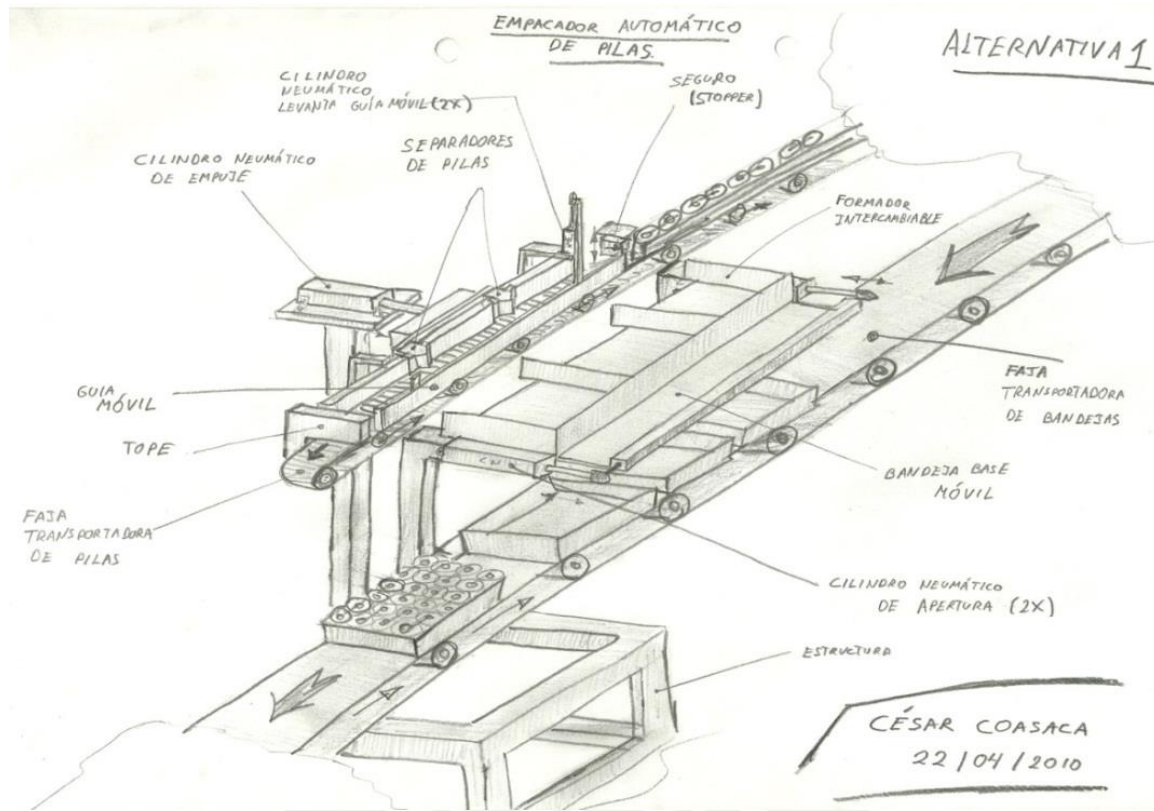 EMPACADOR AUTOMÁTICO
DE PILAS.
ALTERNATIVA 1
CILINDRO
NEUMÁTICO
LEVANTA GUÍA MÓVIL (2X)
SEGURO
(STOPPER)
SEPARADORES
DE PILAS
CILINDRO NEUMÁTICO
DE EMPUJE
FORMADOR
INTERCAMBIABLE
GUIA
MÓVIL
TOPE
FAJA
TRANSPORTADORA
DE PILAS
FAJA
TRANSPORTADORA
DE BANDEJAS
BANDEJA BASE
MÓVIL
CILINDRO NEUMÁTICO
DE APERTURA (2X)
ESTRUCTURA
CÉSAR COASACA
22/04/2010